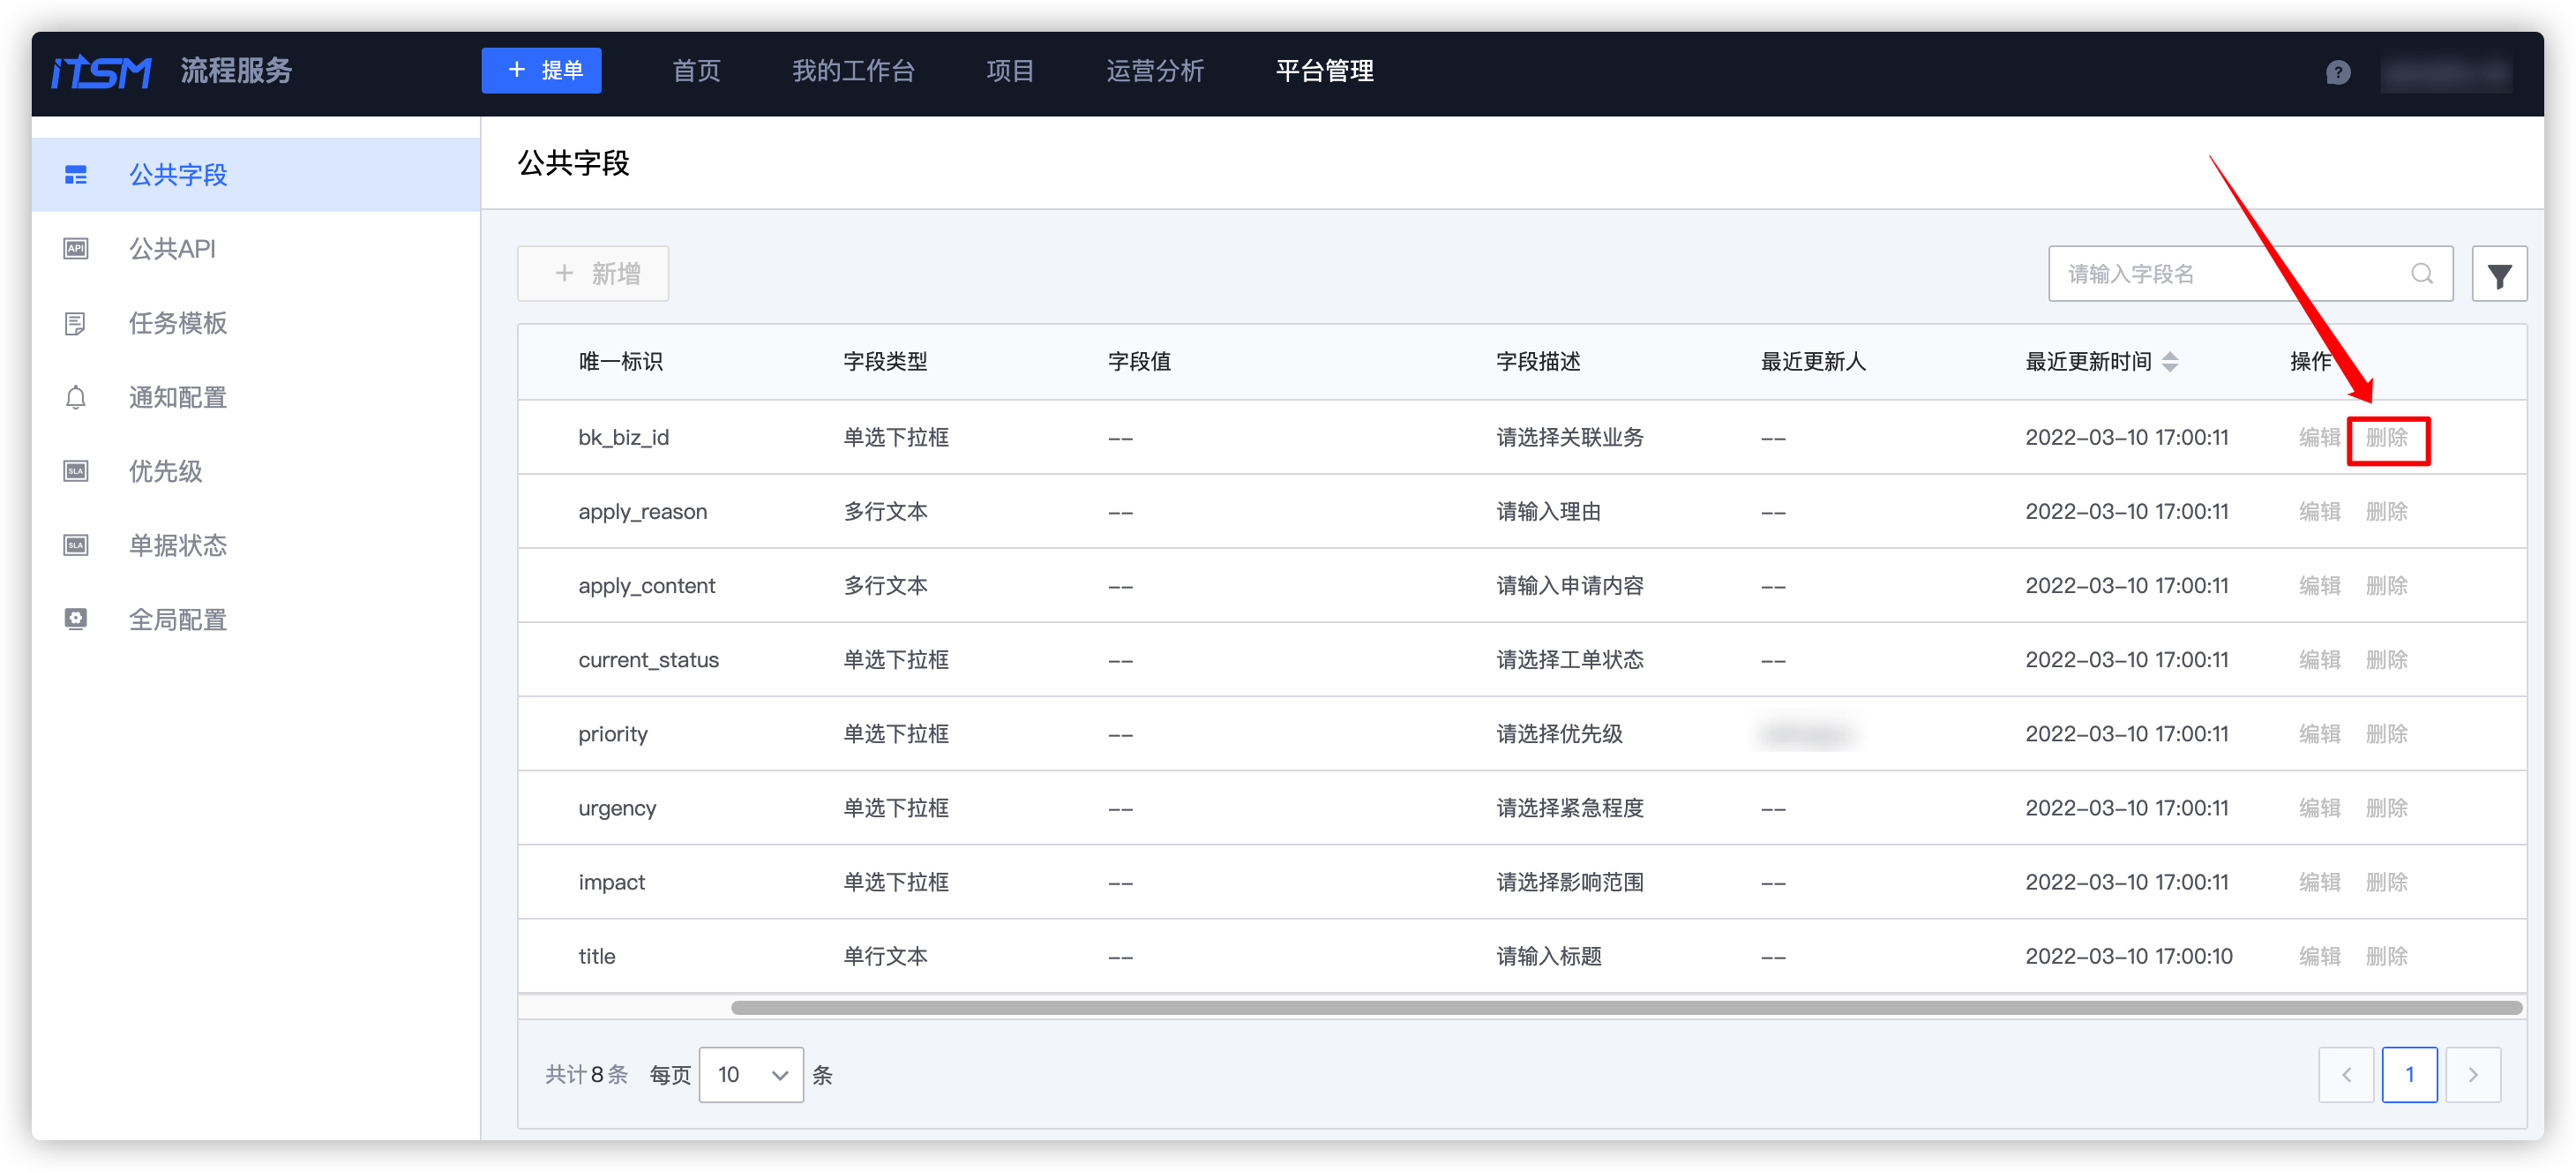 ITSM 流程服务 + 提单 首页 我的工作台 项目 运营分析 平台管理 ?
公共字段
API 公共API
任务模板
通知配置
SLA 优先级
SLA 单据状态
全局配置
公共字段
+ 新增 请输入字段名
唯一标识 字段类型 字段值 字段描述 最近更新人 最近更新时间 操作
bk_biz_id 单选下拉框 -- 请选择关联业务 -- 2022-03-10 17:00:11 编辑 删除
apply_reason 多行文本 -- 请输入理由 -- 2022-03-10 17:00:11 编辑 删除
apply_content 多行文本 -- 请输入申请内容 -- 2022-03-10 17:00:11 编辑 删除
current_status 单选下拉框 -- 请选择工单状态 -- 2022-03-10 17:00:11 编辑 删除
priority 单选下拉框 -- 请选择优先级 2022-03-10 17:00:11 编辑 删除
urgency 单选下拉框 -- 请选择紧急程度 -- 2022-03-10 17:00:11 编辑 删除
impact 单选下拉框 -- 请选择影响范围 -- 2022-03-10 17:00:11 编辑 删除
title 单行文本 -- 请输入标题 -- 2022-03-10 17:00:10 编辑 删除
共计8条 每页 10 条 < 1 >